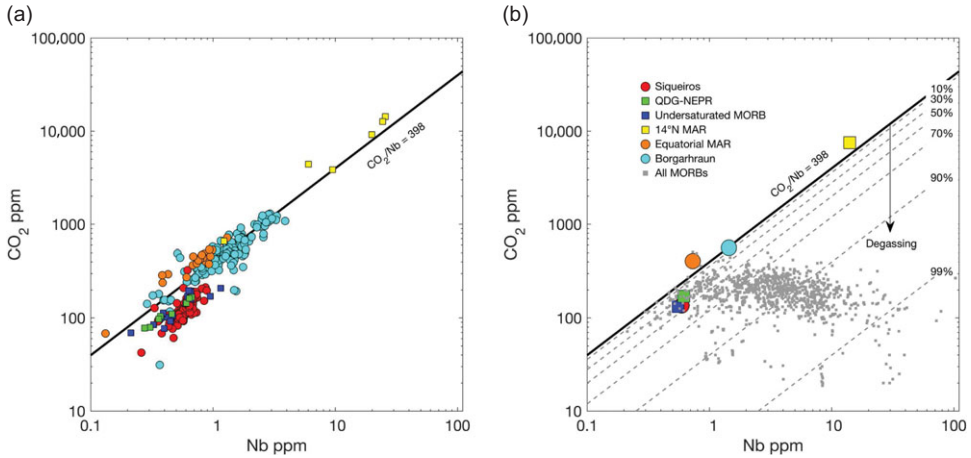 (a)
100,000
10,000
1000
100
10
CO2 ppm
CO2/Nb = 398
0.1
1
10
100
Nb ppm
(b)
100,000
10,000
1000
100
10
CO2 ppm
Siqueiros
QDG-NEPR
Undersaturated MORB
14°N MAR
Equatorial MAR
Borgarhraun
All MORBs
CO2/Nb = 398
10%
30%
50%
70%
90%
99%
Degassing
0.1
1
10
100
Nb ppm